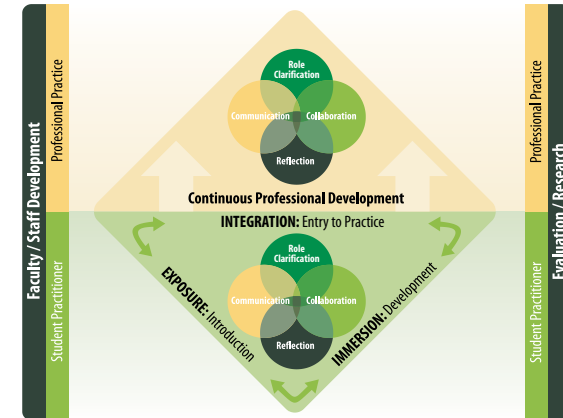 Faculty / Staff Development
Professional Practice
Student Practitioner
Role
Clarification
Communication
Collaboration
Reflection
Continuous Professional Development
INTEGRATION: Entry to Practice
Role
Clarification
Communication
Collaboration
Reflection
EXPOSURE: Introduction
IMMERSION: Development
Professional Practice
Student Practitioner
Evaluation / Research